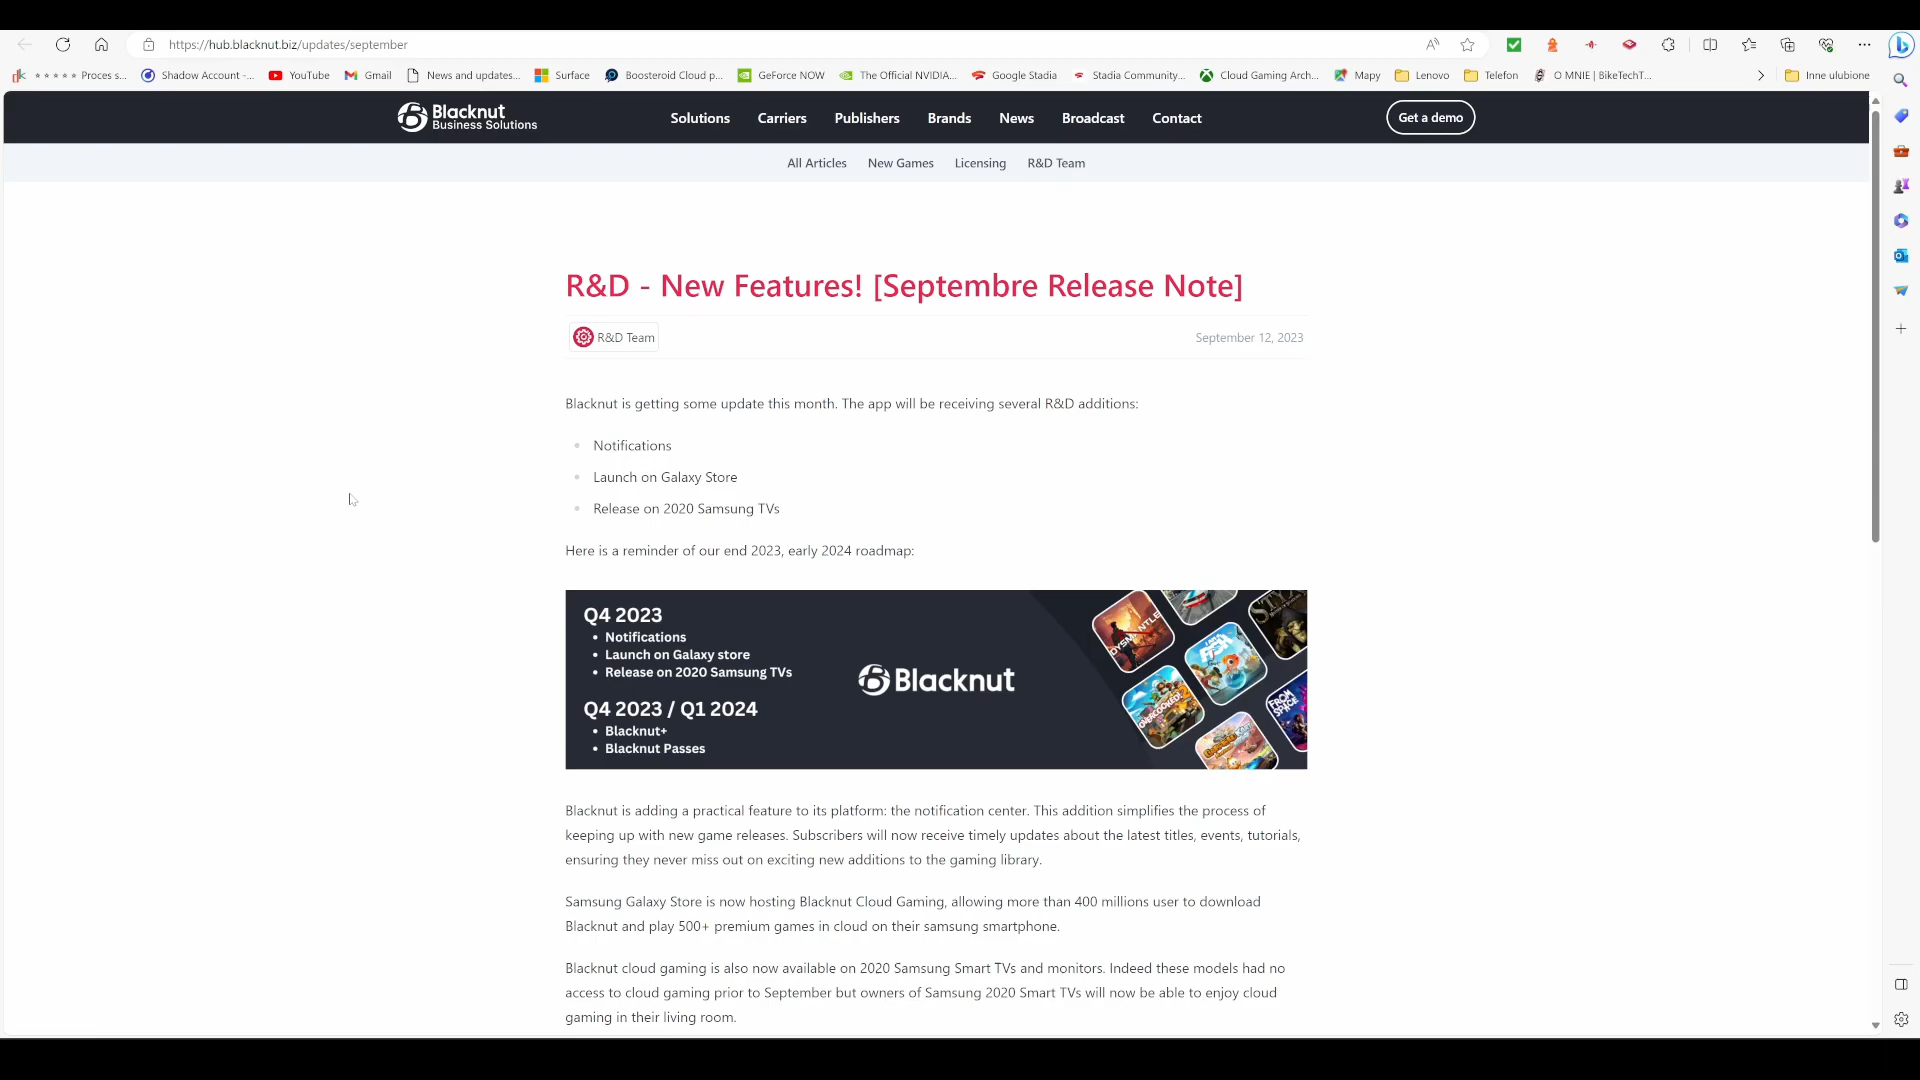 https://hub.blacknut.biz/updates/september
* * * * * Proces s...
Shadow Account -...
YouTube
Gmail
News and updates...
Surface
Boosteroid Cloud p...
GeForce NOW
The Official NVIDIA...
Google Stadia
Stadia Community...
Cloud Gaming Arch...
Mapy
Lenovo
Telefon
O MNIE | BikeTechT...
Inne ulubione
Blacknut
Business Solutions
Solutions
Carriers
Publishers
Brands
News
Broadcast
Contact
Get a demo
All Articles
New Games
Licensing
R&D Team
R&D - New Features! [Septembre Release Note]
R&D Team
September 12, 2023
Blacknut is getting some update this month. The app will be receiving several R&D additions:
Notifications
Launch on Galaxy Store
Release on 2020 Samsung TVs
Here is a reminder of our end 2023, early 2024 roadmap:
Q4 2023
• Notifications
• Launch on Galaxy store
• Release on 2020 Samsung TVs
Q4 2023 / Q1 2024
• Blacknut+
• Blacknut Passes
Blacknut
DYSMANTLE
STYX
I AM FISH
OVERCOOKED! 2
FROM SPACE
Blacknut is adding a practical feature to its platform: the notification center. This addition simplifies the process of
keeping up with new game releases. Subscribers will now receive timely updates about the latest titles, events, tutorials,
ensuring they never miss out on exciting new additions to the gaming library.
Samsung Galaxy Store is now hosting Blacknut Cloud Gaming, allowing more than 400 millions user to download
Blacknut and play 500+ premium games in cloud on their samsung smartphone.
Blacknut cloud gaming is also now available on 2020 Samsung Smart TVs and monitors. Indeed these models had no
access to cloud gaming prior to September but owners of Samsung 2020 Smart TVs will now be able to enjoy cloud
gaming in their living room.